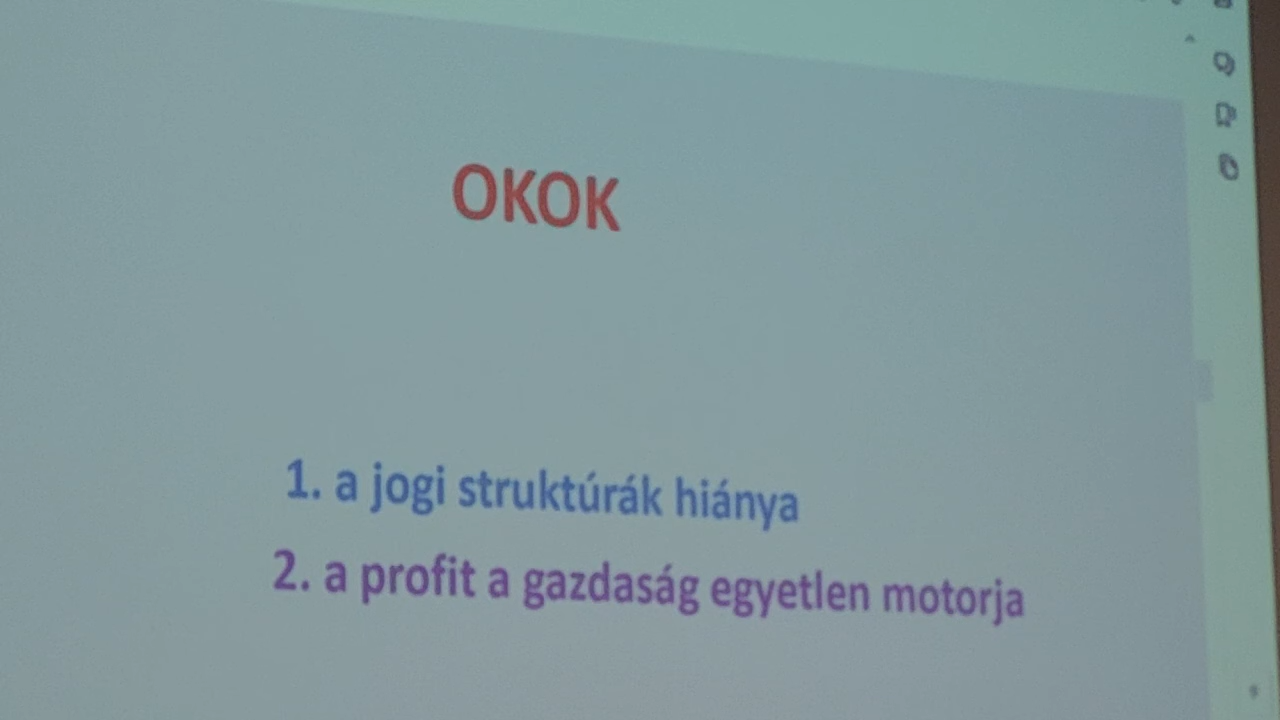 OKOK
1. a jogi struktúrák hiánya
2. a profit a gazdaság egyetlen motorja